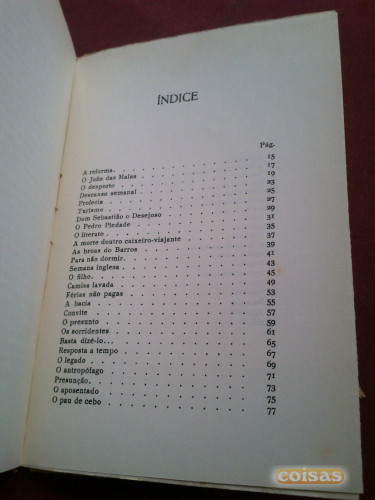 ÍNDICE
Pág.
A reforma. . . . . . . . . . . . 15
O João das Malas . . . . . . . . . . 17
O desporto . . . . . . . . . . . . 19
Descanso semanal . . . . . . . . . . 23
Profecia . . . . . . . . . . . . 25
Turismo . . . . . . . . . . . . 27
Dom Sebastião o Desejoso . . . . . . . . 29
O Pedro Piedade . . . . . . . . . . 31
O literato . . . . . . . . . . . . 35
A morte doutro caixeiro-viajante . . . . . . . 37
As broas do Barros . . . . . . . . . . 39
Para não dormir. . . . . . . . . . . 41
Semana inglesa . . . . . . . . . . . 43
O filho. . . . . . . . . . . . . 45
Camisa lavada . . . . . . . . . . . 49
Férias não pagas . . . . . . . . . . 53
A bacia . . . . . . . . . . . . 55
Convite . . . . . . . . . . . . 57
O presunto . . . . . . . . . . . . 59
Os sorridentes . . . . . . . . . . . 61
Basta dizê-lo... . . . . . . . . . . . 65
Resposta a tempo . . . . . . . . . . 67
O legado . . . . . . . . . . . . 69
O antropófago . . . . . . . . . . . 71
Presunção. . . . . . . . . . . . . 73
O aposentado . . . . . . . . . . . 75
O pau de cebo . . . . . . . . . . . 77
coisas